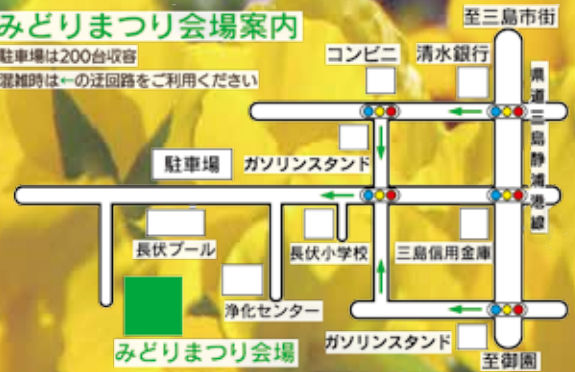 みどりまつり会場案内
駐車場は200台収容
混雑時は←の迂回路をご利用ください
至三島市街
コンビニ
清水銀行
県道三島静浦港線
ガソリンスタンド
駐車場
長伏プール
長伏小学校
三島信用金庫
浄化センター
みどりまつり会場
ガソリンスタンド
至御園